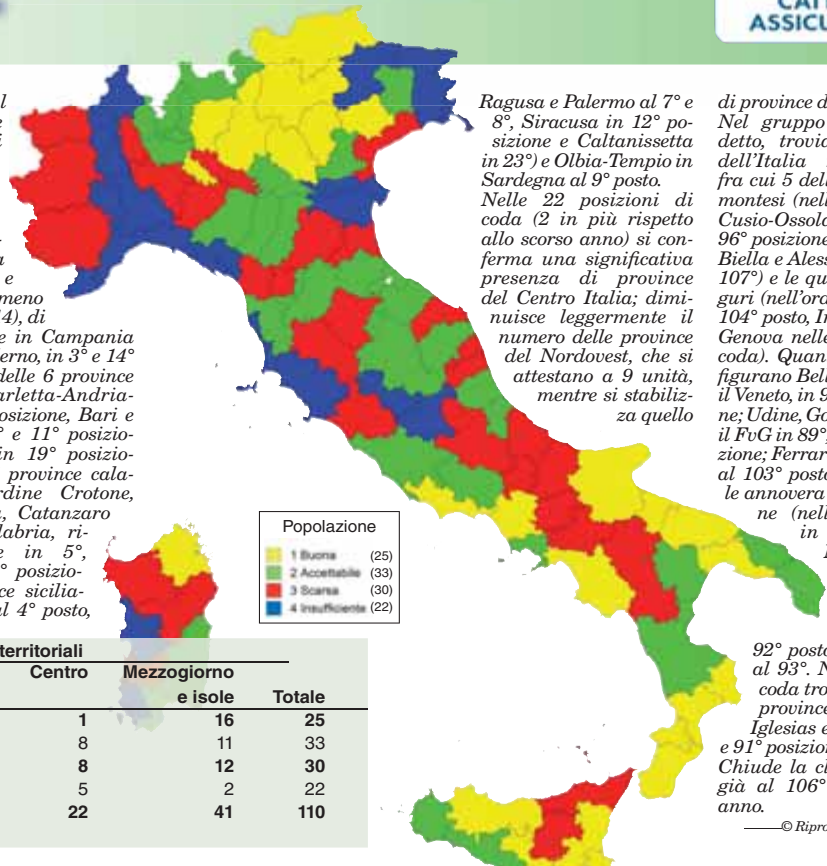 ASSICU
l
e
i
a
e
meno
(4), di
e in Campania
erno, in 3° e 14°
delle 6 province
arletta-Andria-
osizione, Bari e
° e 11° posizio-
in 19° posizio-
province cala-
rdine Crotone,
, Catanzaro
labria, ri-
e in 5°,
° posizio-
ce sicilia-
al 4° posto,
Ragusa e Palermo al 7° e
8°, Siracusa in 12° po-
sizione e Caltanissetta
in 23°) e Olbia-Tempio in
Sardegna al 9° posto.
Nelle 22 posizioni di
coda (2 in più rispetto
allo scorso anno) si con-
ferma una significativa
presenza di province
del Centro Italia; dimi-
nuisce leggermente il
numero delle province
del Nordovest, che si
attestano a 9 unità,
mentre si stabiliz-
za quello
di province d
Nel gruppo
detto, trovia
dell'Italia
fra cui 5 dell
montesi (nell
Cusio-Ossola
96° posizione
Biella e Aless
107°) e le qu
guri (nell'ord
104° posto, In
Genova nelle
coda). Quan
figurano Bell
il Veneto, in 9
ne; Udine, Go
il FvG in 89°
zione; Ferrar
al 103° posto
le annovera
ne (nell
in
92° posto
al 93°. N
coda tro
province
Iglesias e
e 91° posizion
Chiude la cl
già al 106°
anno.
© Ripro
Popolazione
1 Buona (25)
2 Accettabile (33)
3 Scarsa (30)
4 Insufficiente (22)
territoriali
Centro Mezzogiorno
e isole Totale
1 16 25
8 11 33
8 12 30
5 2 22
22 41 110